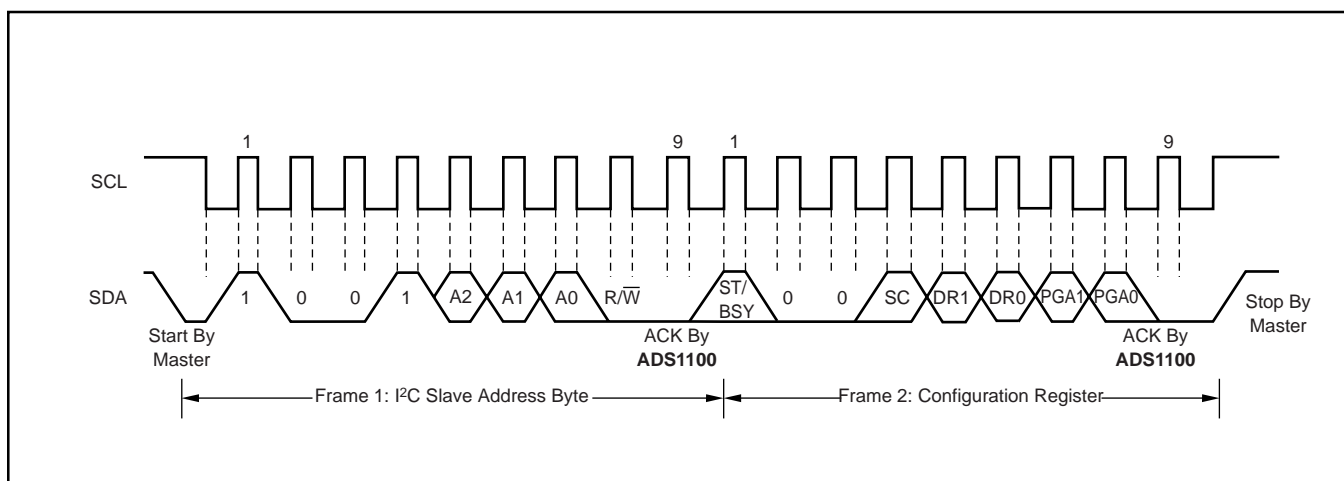 1 9 1 9
SCL
SDA 1 0 0 1 A2 A1 A0 R/W̅ ST/ BSY 0 0 SC DR1 DR0 PGA1 PGA0
Start By
Master
ACK By
ADS1100
ACK By
ADS1100
Stop By
Master
Frame 1: I²C Slave Address Byte
Frame 2: Configuration Register